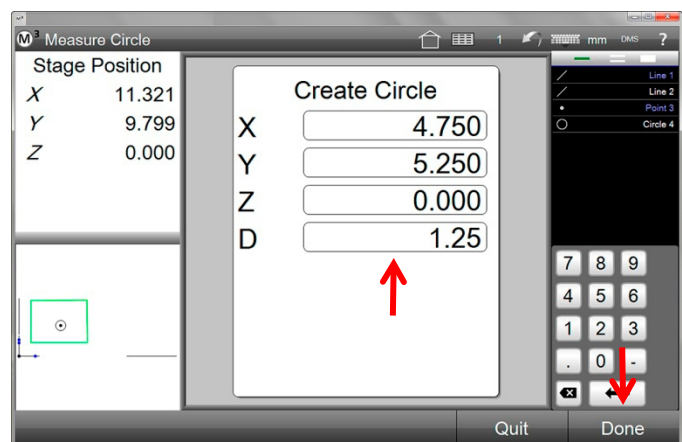 M³ Measure Circle
1 mm DMS ?
Stage Position
X 11.321
Y 9.799
Z 0.000
Create Circle
X 4.750
Y 5.250
Z 0.000
D 1.25
Line 1
Line 2
Point 3
Circle 4
7 8 9
4 5 6
1 2 3
. 0 -
Quit Done